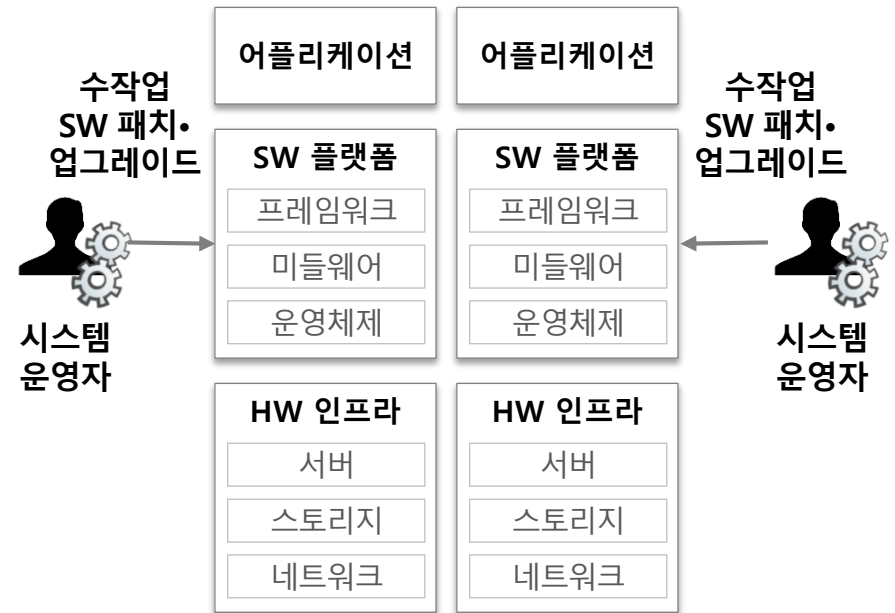 어플리케이션
어플리케이션
수작업
SW 패치•
업그레이드
수작업
SW 패치•
업그레이드
SW 플랫폼
프레임워크
미들웨어
운영체제
SW 플랫폼
프레임워크
미들웨어
운영체제
시스템
운영자
시스템
운영자
HW 인프라
서버
스토리지
네트워크
HW 인프라
서버
스토리지
네트워크